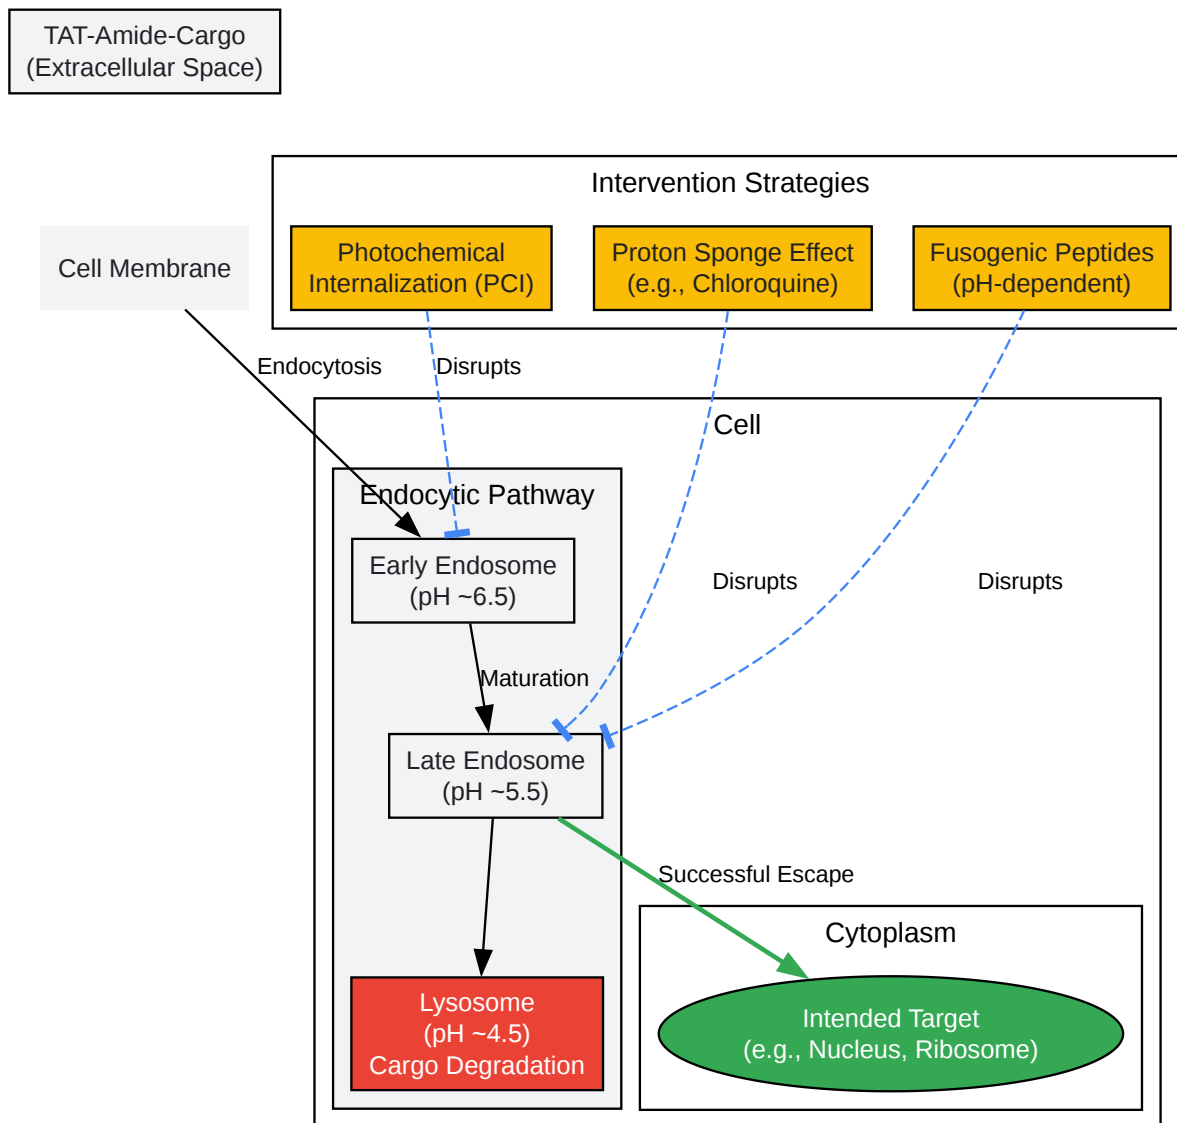 TAT-Amide-Cargo
(Extracellular Space)
Intervention Strategies
Cell Membrane
Photochemical
Internalization (PCI)
Proton Sponge Effect
(e.g., Chloroquine)
Fusogenic Peptides
(pH-dependent)
Endocytosis
Disrupts
Cell
Endocytic Pathway
Early Endosome
(pH ~6.5)
Disrupts
Disrupts
Maturation
Late Endosome
(pH ~5.5)
Successful Escape
Cytoplasm
Lysosome
(pH ~4.5)
Cargo Degradation
Intended Target
(e.g., Nucleus, Ribosome)